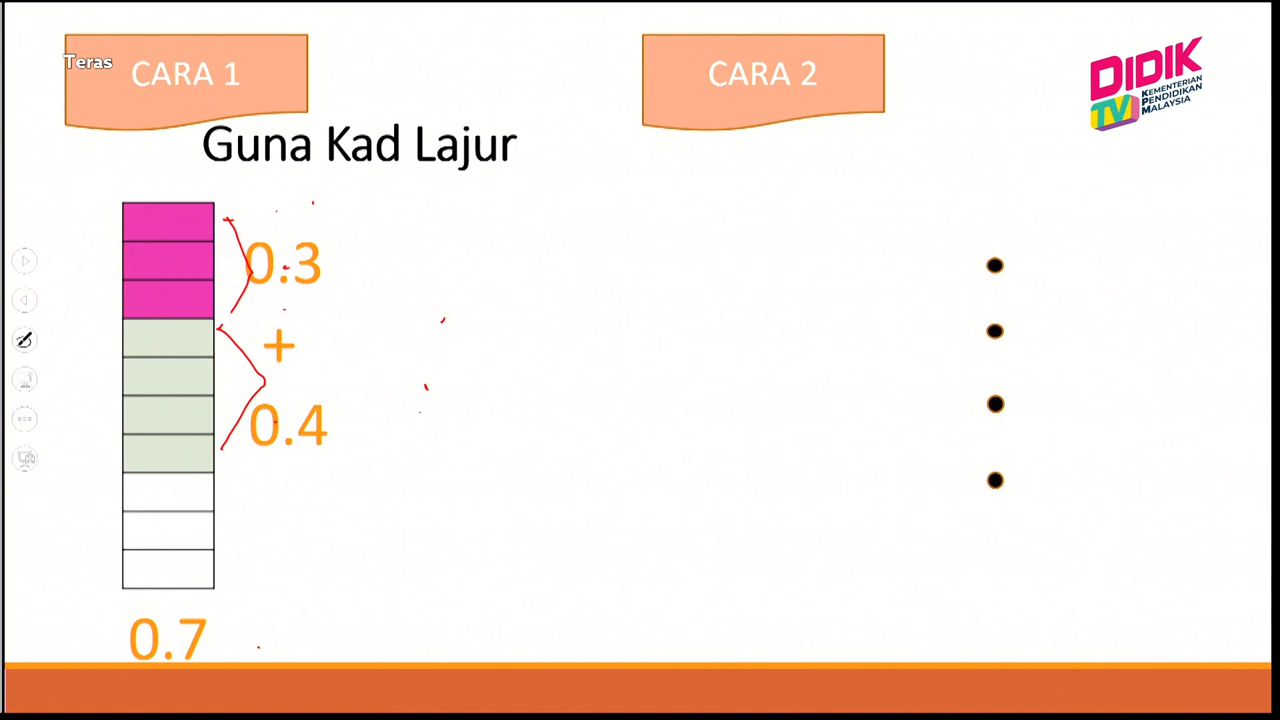 Teras
CARA 1
CARA 2
DIDIK
TV
KEMENTERIAN
PENDIDIKAN
MALAYSIA
Guna Kad Lajur
0.3
+
0.4
0.7